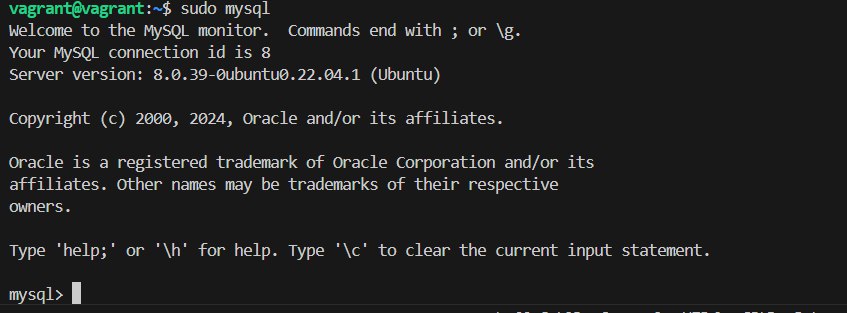 vagrant@vagrant:~$ sudo mysql
Welcome to the MySQL monitor.  Commands end with ; or \g.
Your MySQL connection id is 8
Server version: 8.0.39-0ubuntu0.22.04.1 (Ubuntu)
Copyright (c) 2000, 2024, Oracle and/or its affiliates.
Oracle is a registered trademark of Oracle Corporation and/or its
affiliates. Other names may be trademarks of their respective
owners.
Type 'help;' or '\h' for help. Type '\c' to clear the current input statement.
mysql>